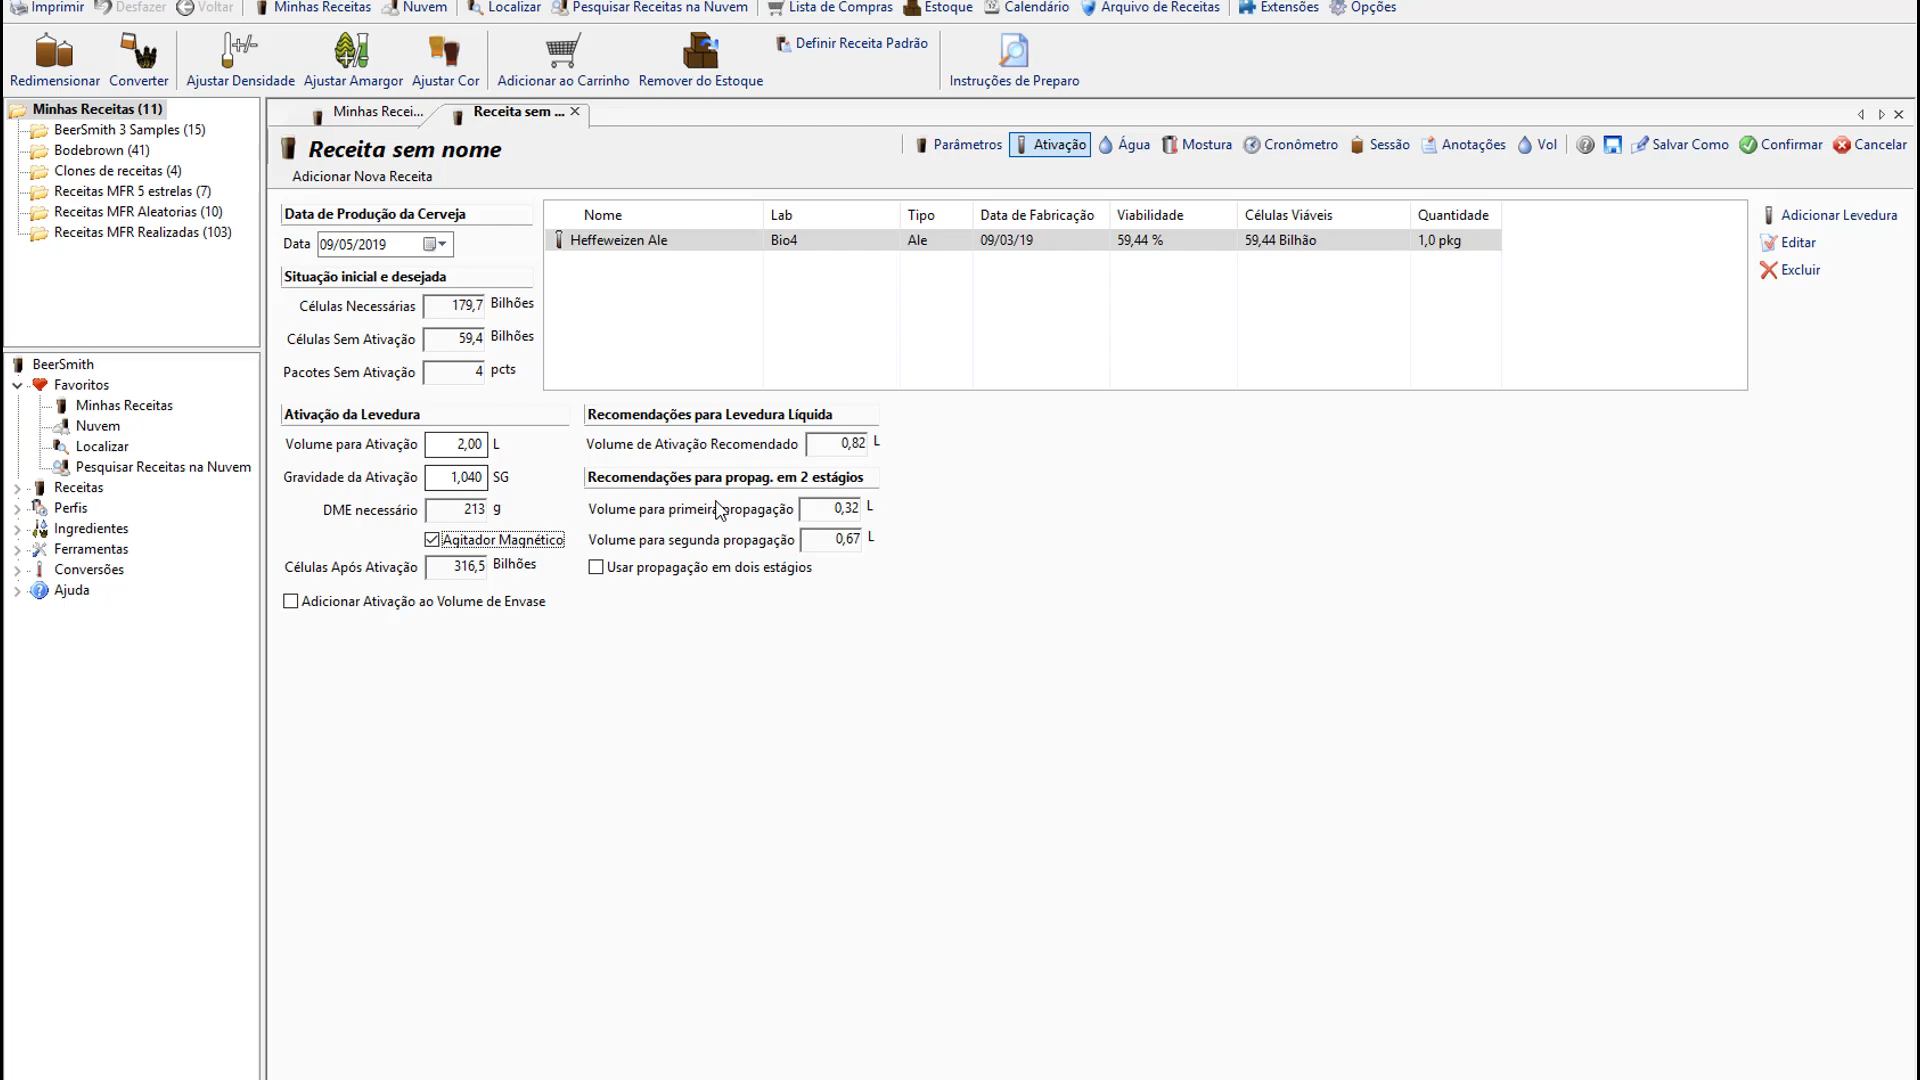 Imprimir Desfazer Voltar Minhas Receitas Nuvem Localizar Pesquisar Receitas na Nuvem Lista de Compras Estoque Calendário Arquivo de Receitas Extensões Opções
Redimensionar Converter Ajustar Densidade Ajustar Amargor Ajustar Cor Adicionar ao Carrinho Remover do Estoque Definir Receita Padrão Instruções de Preparo
Minhas Receitas (11)
BeerSmith 3 Samples (15)
Bodebrown (41)
Clones de receitas (4)
Receitas MFR 5 estrelas (7)
Receitas MFR Aleatorias (10)
Receitas MFR Realizadas (103)
BeerSmith
Favoritos
Minhas Receitas
Nuvem
Localizar
Pesquisar Receitas na Nuvem
Receitas
Perfis
Ingredientes
Ferramentas
Conversões
Ajuda
Minhas Recei... Receita sem ...
Receita sem nome
Adicionar Nova Receita
Parâmetros Ativação Água Mostura Cronômetro Sessão Anotações Vol Salvar Como Confirmar Cancelar
Data de Produção da Cerveja
Data 09/05/2019
Situação inicial e desejada
Células Necessárias 179,7 Bilhões
Células Sem Ativação 59,4 Bilhões
Pacotes Sem Ativação 4 pcts
Nome Lab Tipo Data de Fabricação Viabilidade Células Viáveis Quantidade
Heffeweizen Ale Bio4 Ale 09/03/19 59,44 % 59,44 Bilhão 1,0 pkg
Adicionar Levedura
Editar
Excluir
Ativação da Levedura
Volume para Ativação 2,00 L
Gravidade da Ativação 1,040 SG
DME necessário 213 g
Agitador Magnético
Células Após Ativação 316,5 Bilhões
Adicionar Ativação ao Volume de Envase
Recomendações para Levedura Líquida
Volume de Ativação Recomendado 0,82 L
Recomendações para propag. em 2 estágios
Volume para primeira propagação 0,32 L
Volume para segunda propagação 0,67 L
Usar propagação em dois estágios